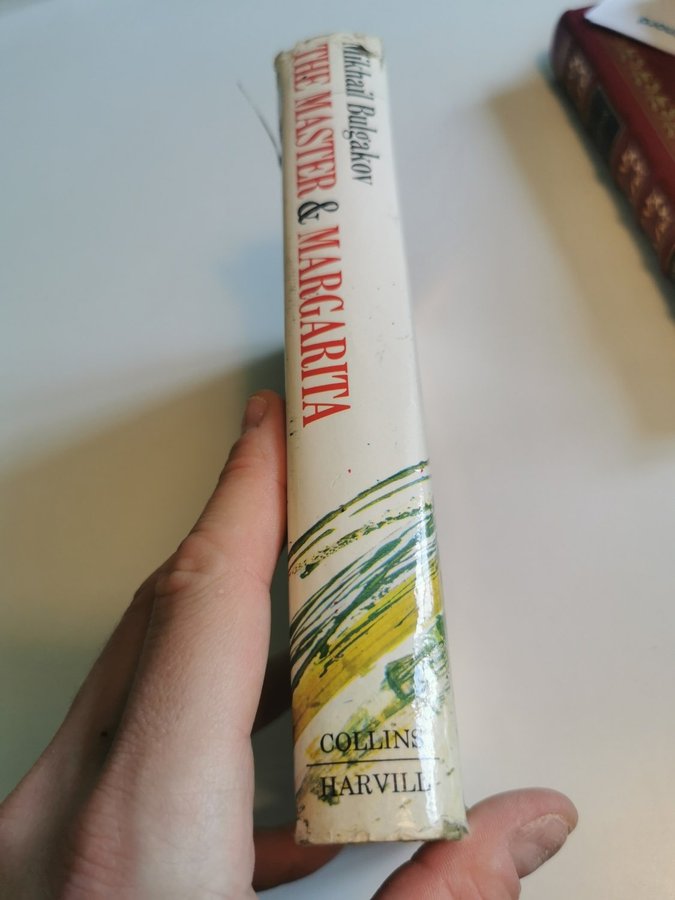 Mikhail Bulgakov
THE MASTER & MARGARITA
COLLINS
HARVILL